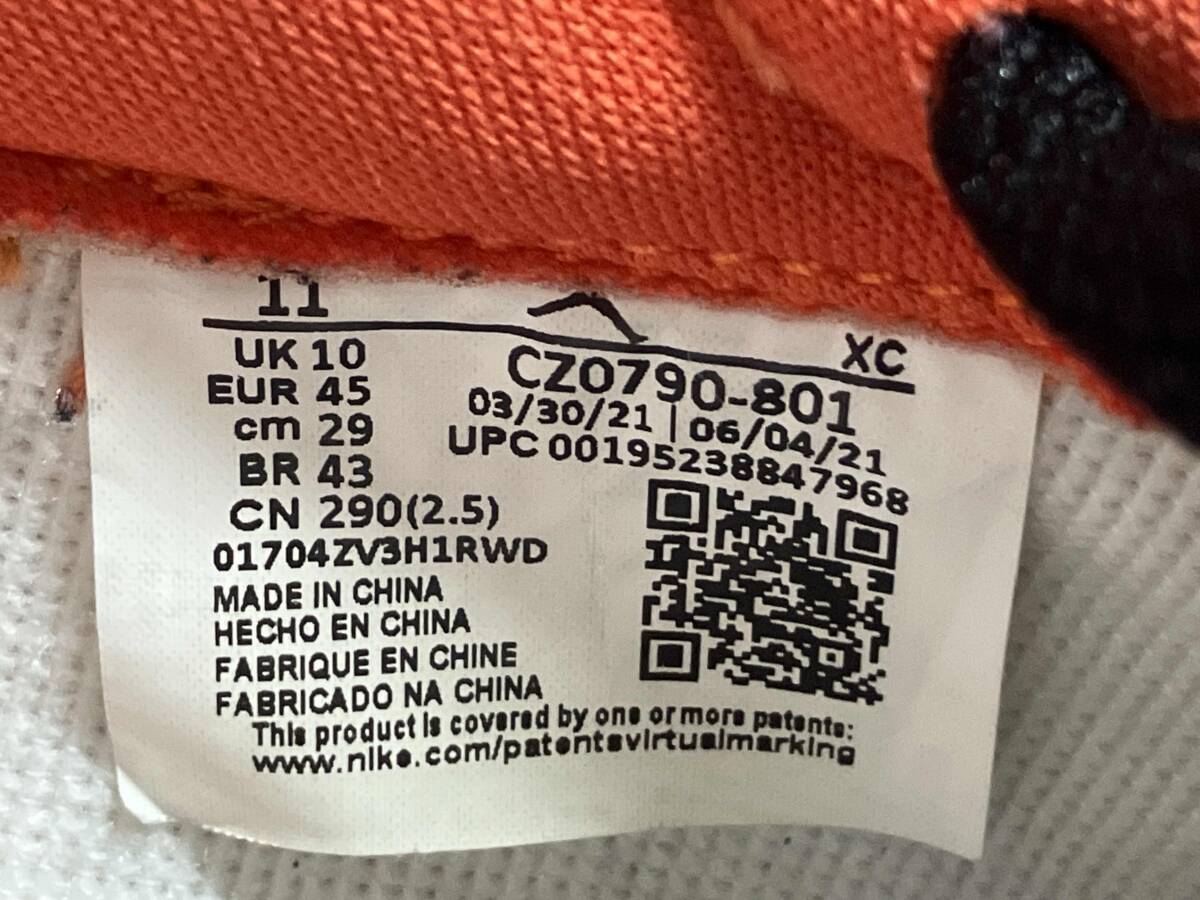 11
XC
UK 10
EUR 45
cm 29
BR 43
CN 290(2.5)
CZ0790-801
03/30/21 | 06/04/21
UPC 00195238847968
01704ZV3H1RWD
MADE IN CHINA
HECHO EN CHINA
FABRIQUE EN CHINE
FABRICADO NA CHINA
This product is covered by one or more patents:
www.nike.com/patentsvirtualmarking